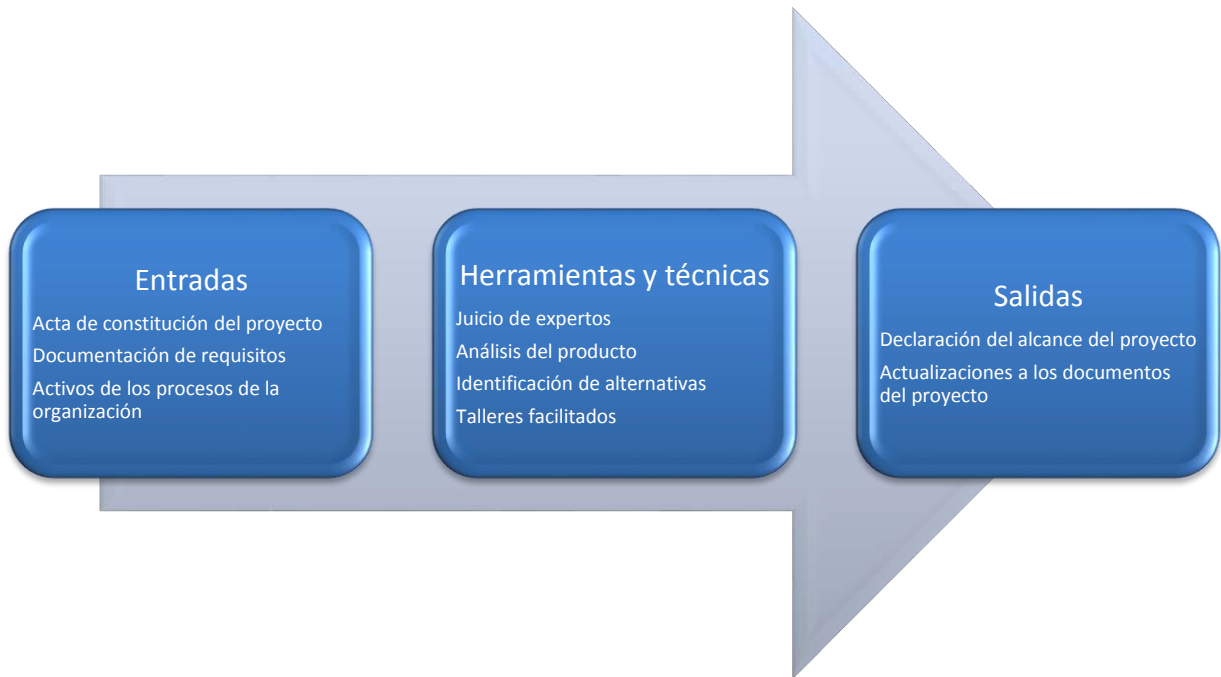 Entradas
Acta de constitución del proyecto
Documentación de requisitos
Activos de los procesos de la
organización
Herramientas y técnicas
Juicio de expertos
Análisis del producto
Identificación de alternativas
Talleres facilitados
Salidas
Declaración del alcance del proyecto
Actualizaciones a los documentos
del proyecto